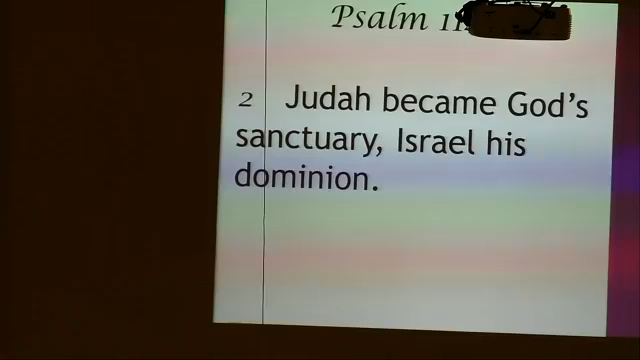 Psalm
2 Judah became God's
sanctuary, Israel his
dominion.